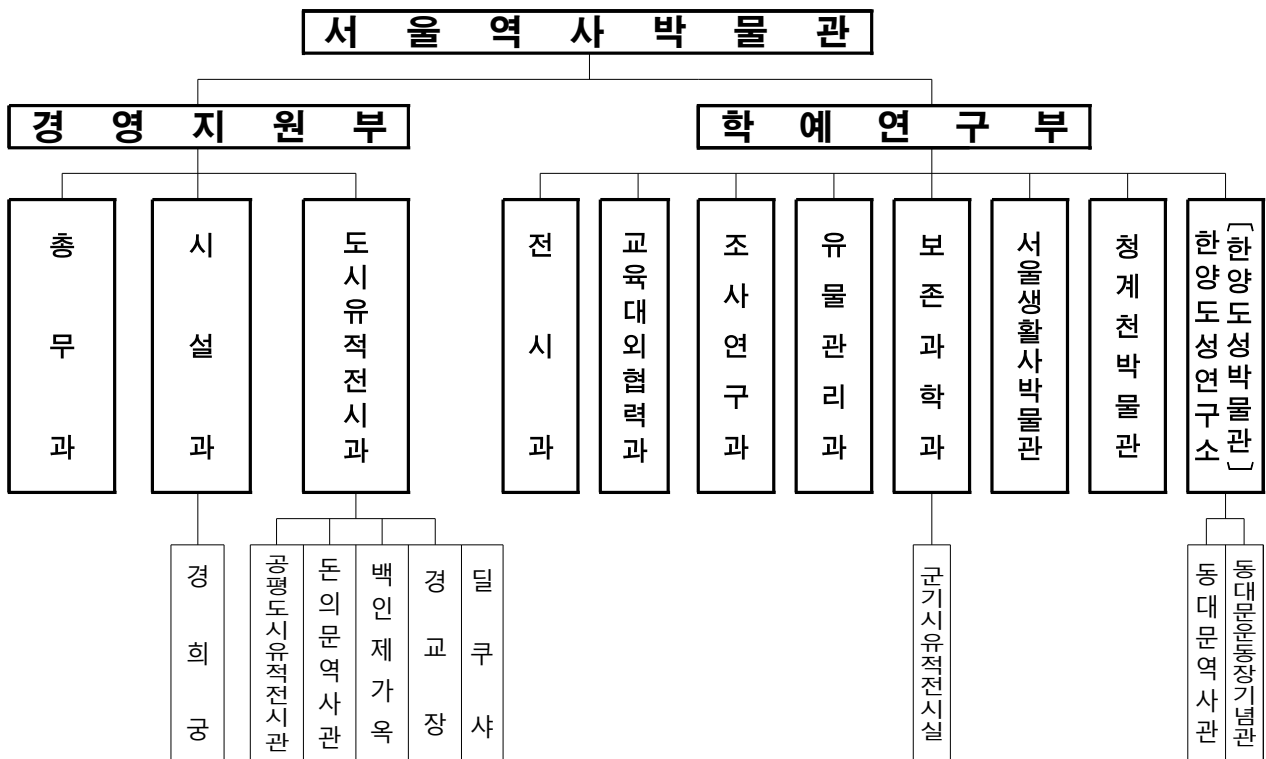 서 울 역 사 박 물 관
경 영 지 원 부
학 예 연 구 부
총무과
시설과
도시유적전시과
전시과
교육대외협력과
조사연구과
유물관리과
보존과학과
서울생활사박물관
청계천박물관
한양도성연구소
[한양도성박물관]
경희궁
공평도시유적전시관
돈의문역사관
백인제가옥
경교장
딜쿠샤
군기시유적전시실
동대문역사관
동대문운동장기념관